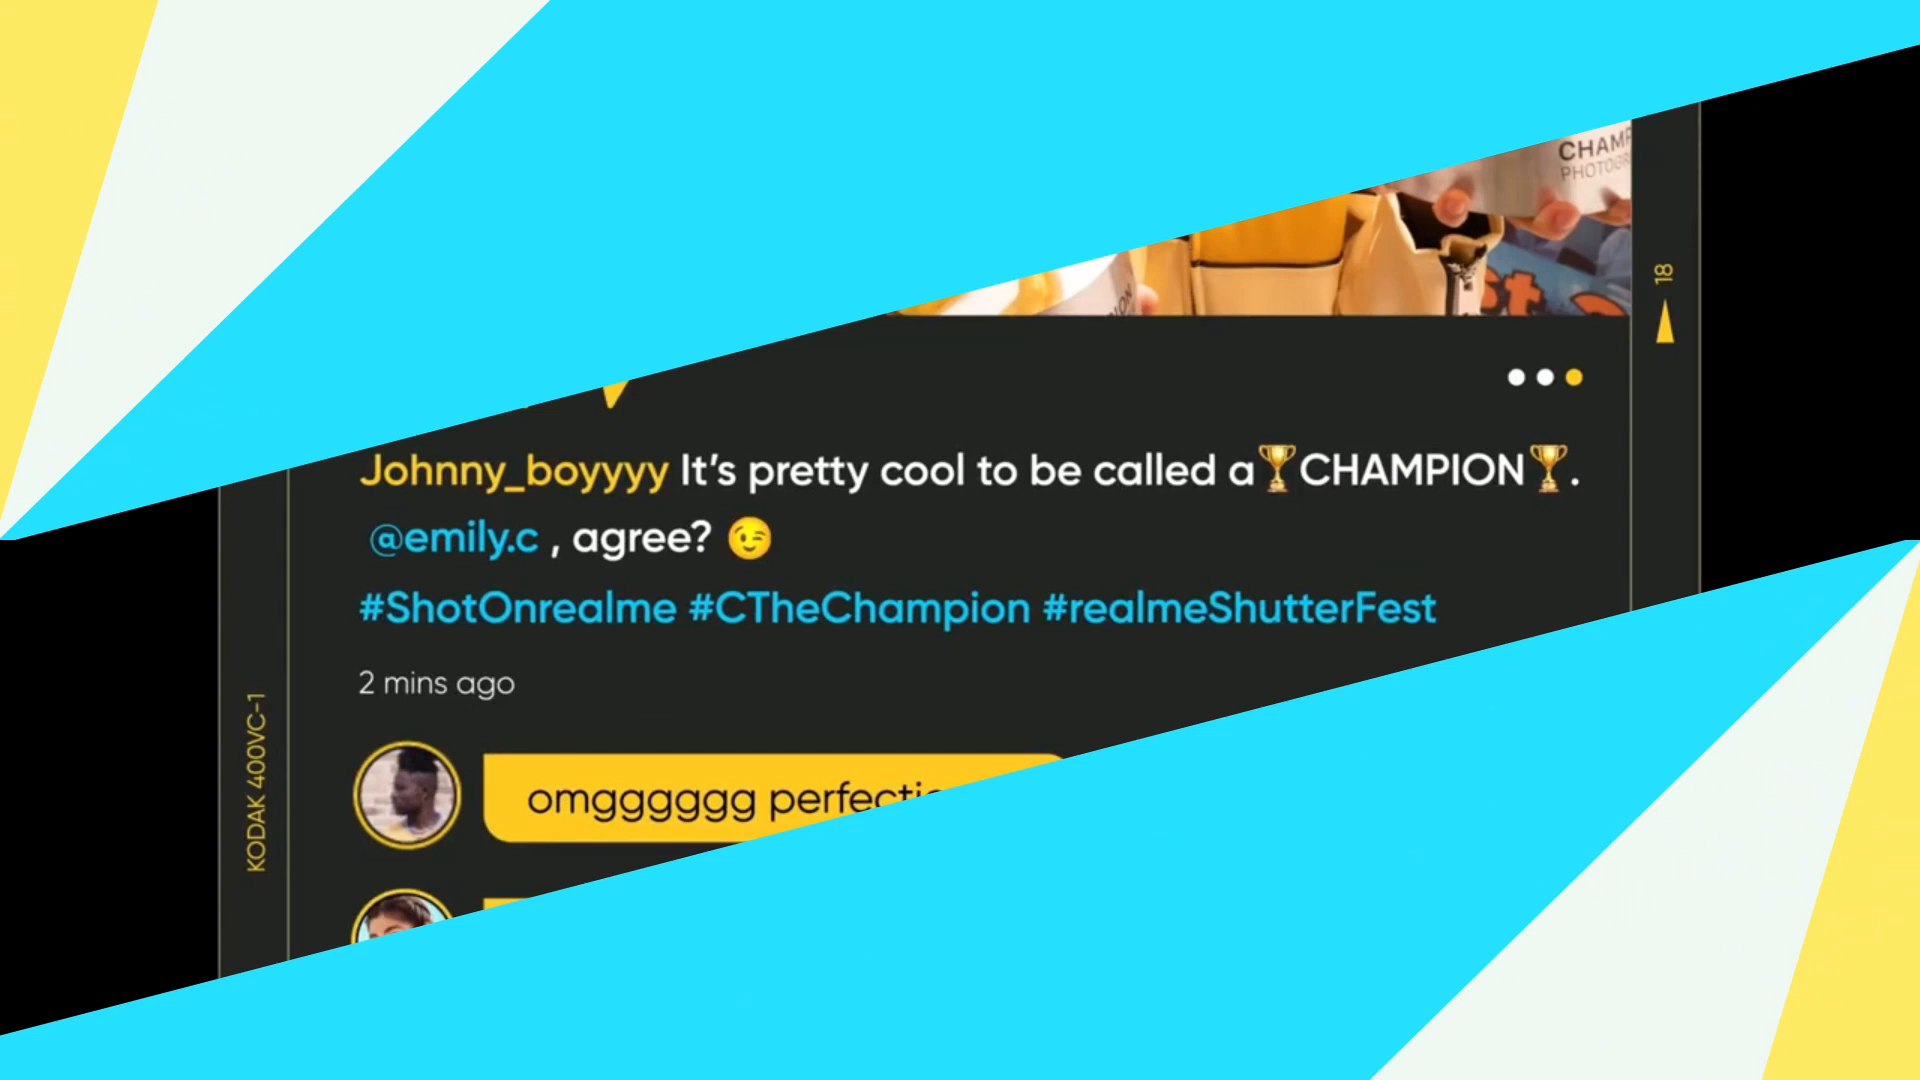 18
Johnny_boyyyy It’s pretty cool to be called a🏆CHAMPION🏆.
@emily.c , agree? 😉
#ShotOnrealme #CTheChampion #realmeShutterFest
2 mins ago
KODAK 400VC-1
omgggggg